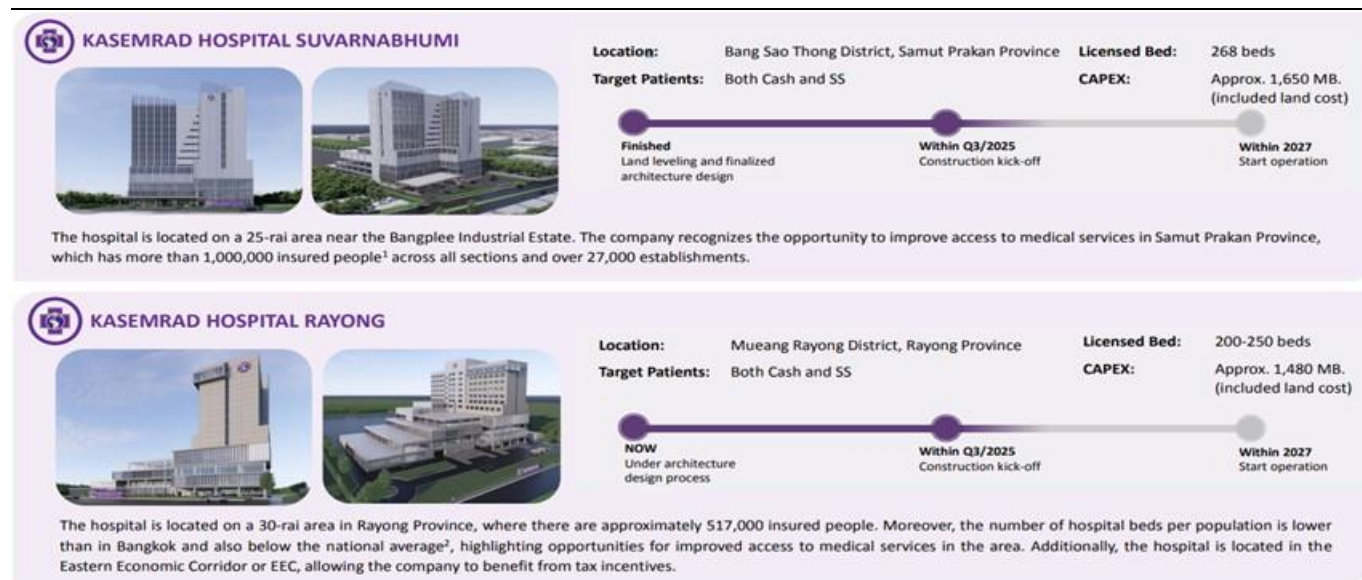 KASEMRAD HOSPITAL SUVARNABHUMI
Location: Bang Sao Thong District, Samut Prakan Province Licensed Bed: 268 beds
Target Patients: Both Cash and SS CAPEX: Approx. 1,650 MB.
(included land cost)
Finished Within Q3/2025 Within 2027
Land leveling and finalized Construction kick-off Start operation
architecture design
The hospital is located on a 25-rai area near the Bangplee Industrial Estate. The company recognizes the opportunity to improve access to medical services in Samut Prakan Province,
which has more than 1,000,000 insured people¹ across all sections and over 27,000 establishments.
KASEMRAD HOSPITAL RAYONG
Location: Mueang Rayong District, Rayong Province Licensed Bed: 200-250 beds
Target Patients: Both Cash and SS CAPEX: Approx. 1,480 MB.
(included land cost)
NOW Within Q3/2025 Within 2027
Under architecture Construction kick-off Start operation
design process
The hospital is located on a 30-rai area in Rayong Province, where there are approximately 517,000 insured people. Moreover, the number of hospital beds per population is lower
than in Bangkok and also below the national average², highlighting opportunities for improved access to medical services in the area. Additionally, the hospital is located in the
Eastern Economic Corridor or EEC, allowing the company to benefit from tax incentives.